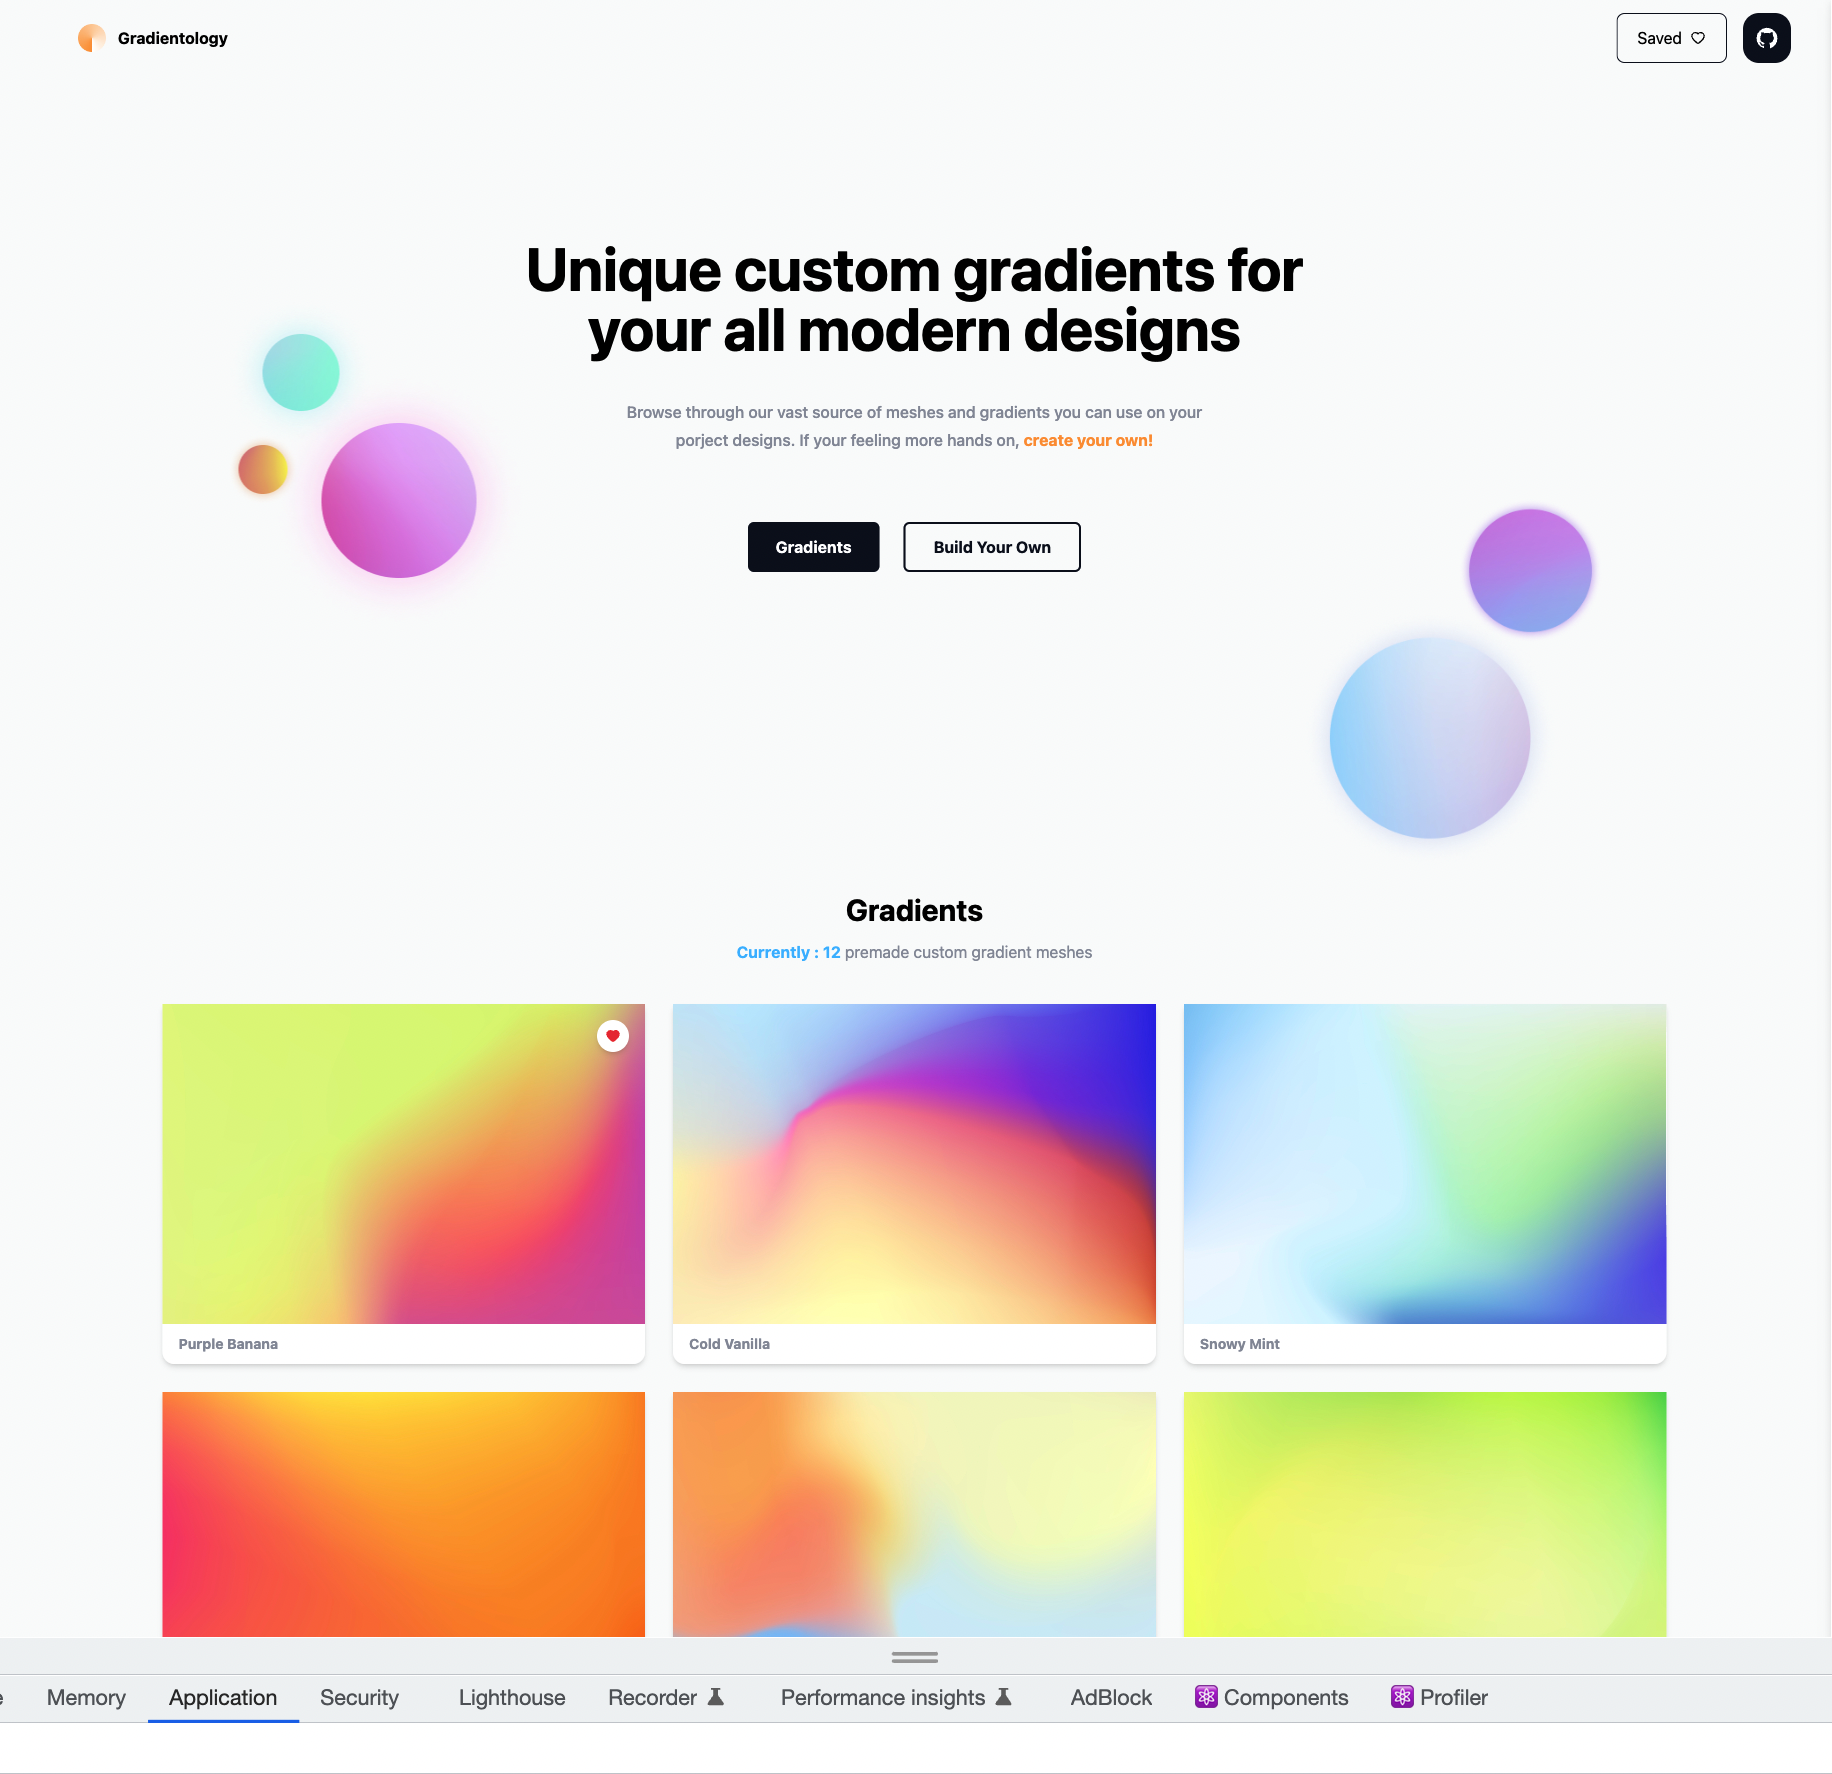 Gradientology
Saved
Unique custom gradients for
your all modern designs
Browse through our vast source of meshes and gradients you can use on your
porject designs. If your feeling more hands on, create your own!
Gradients
Build Your Own
Gradients
Currently : 12 premade custom gradient meshes
Purple Banana
Cold Vanilla
Snowy Mint
Memory Application Security Lighthouse Recorder Performance insights AdBlock Components Profiler